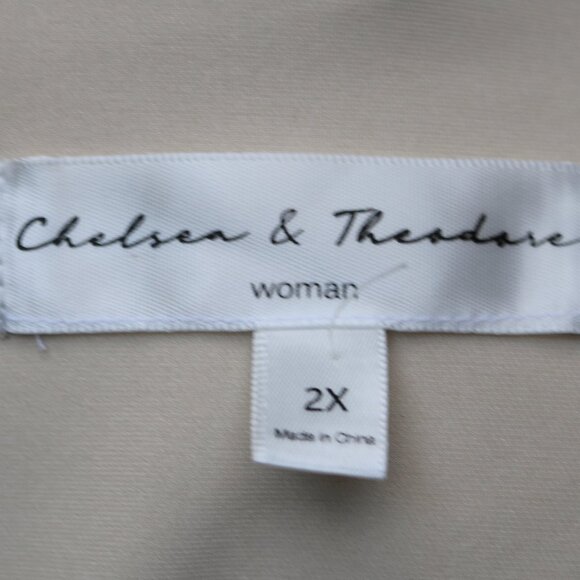 Chelsea & Theodore
woman
2X
Made in China